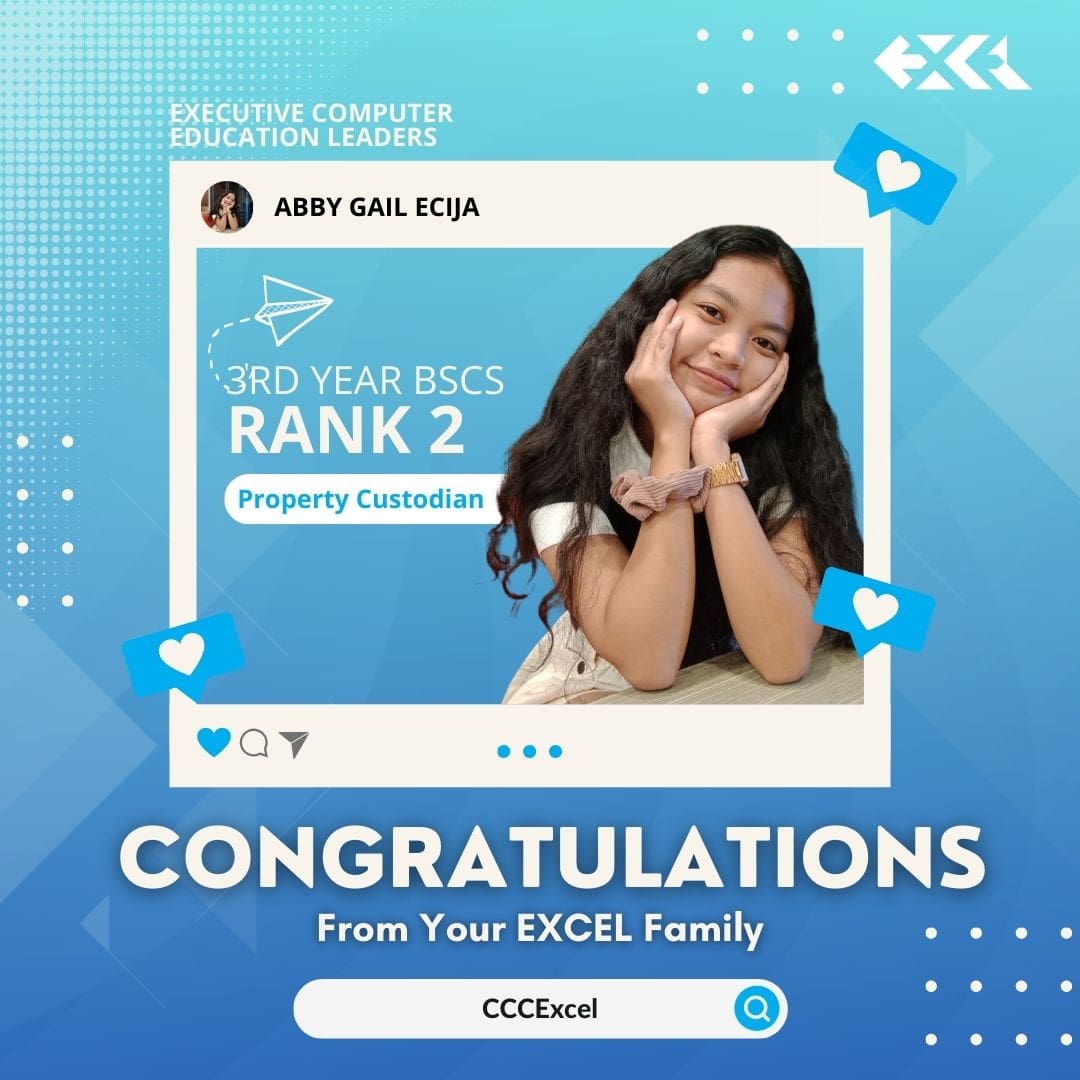 EXCEL
EXECUTIVE COMPUTER
EDUCATION LEADERS
ABBY GAIL ECIJA
3RD YEAR BSCS
RANK 2
Property Custodian
CONGRATULATIONS
From Your EXCEL Family
CCCExcel